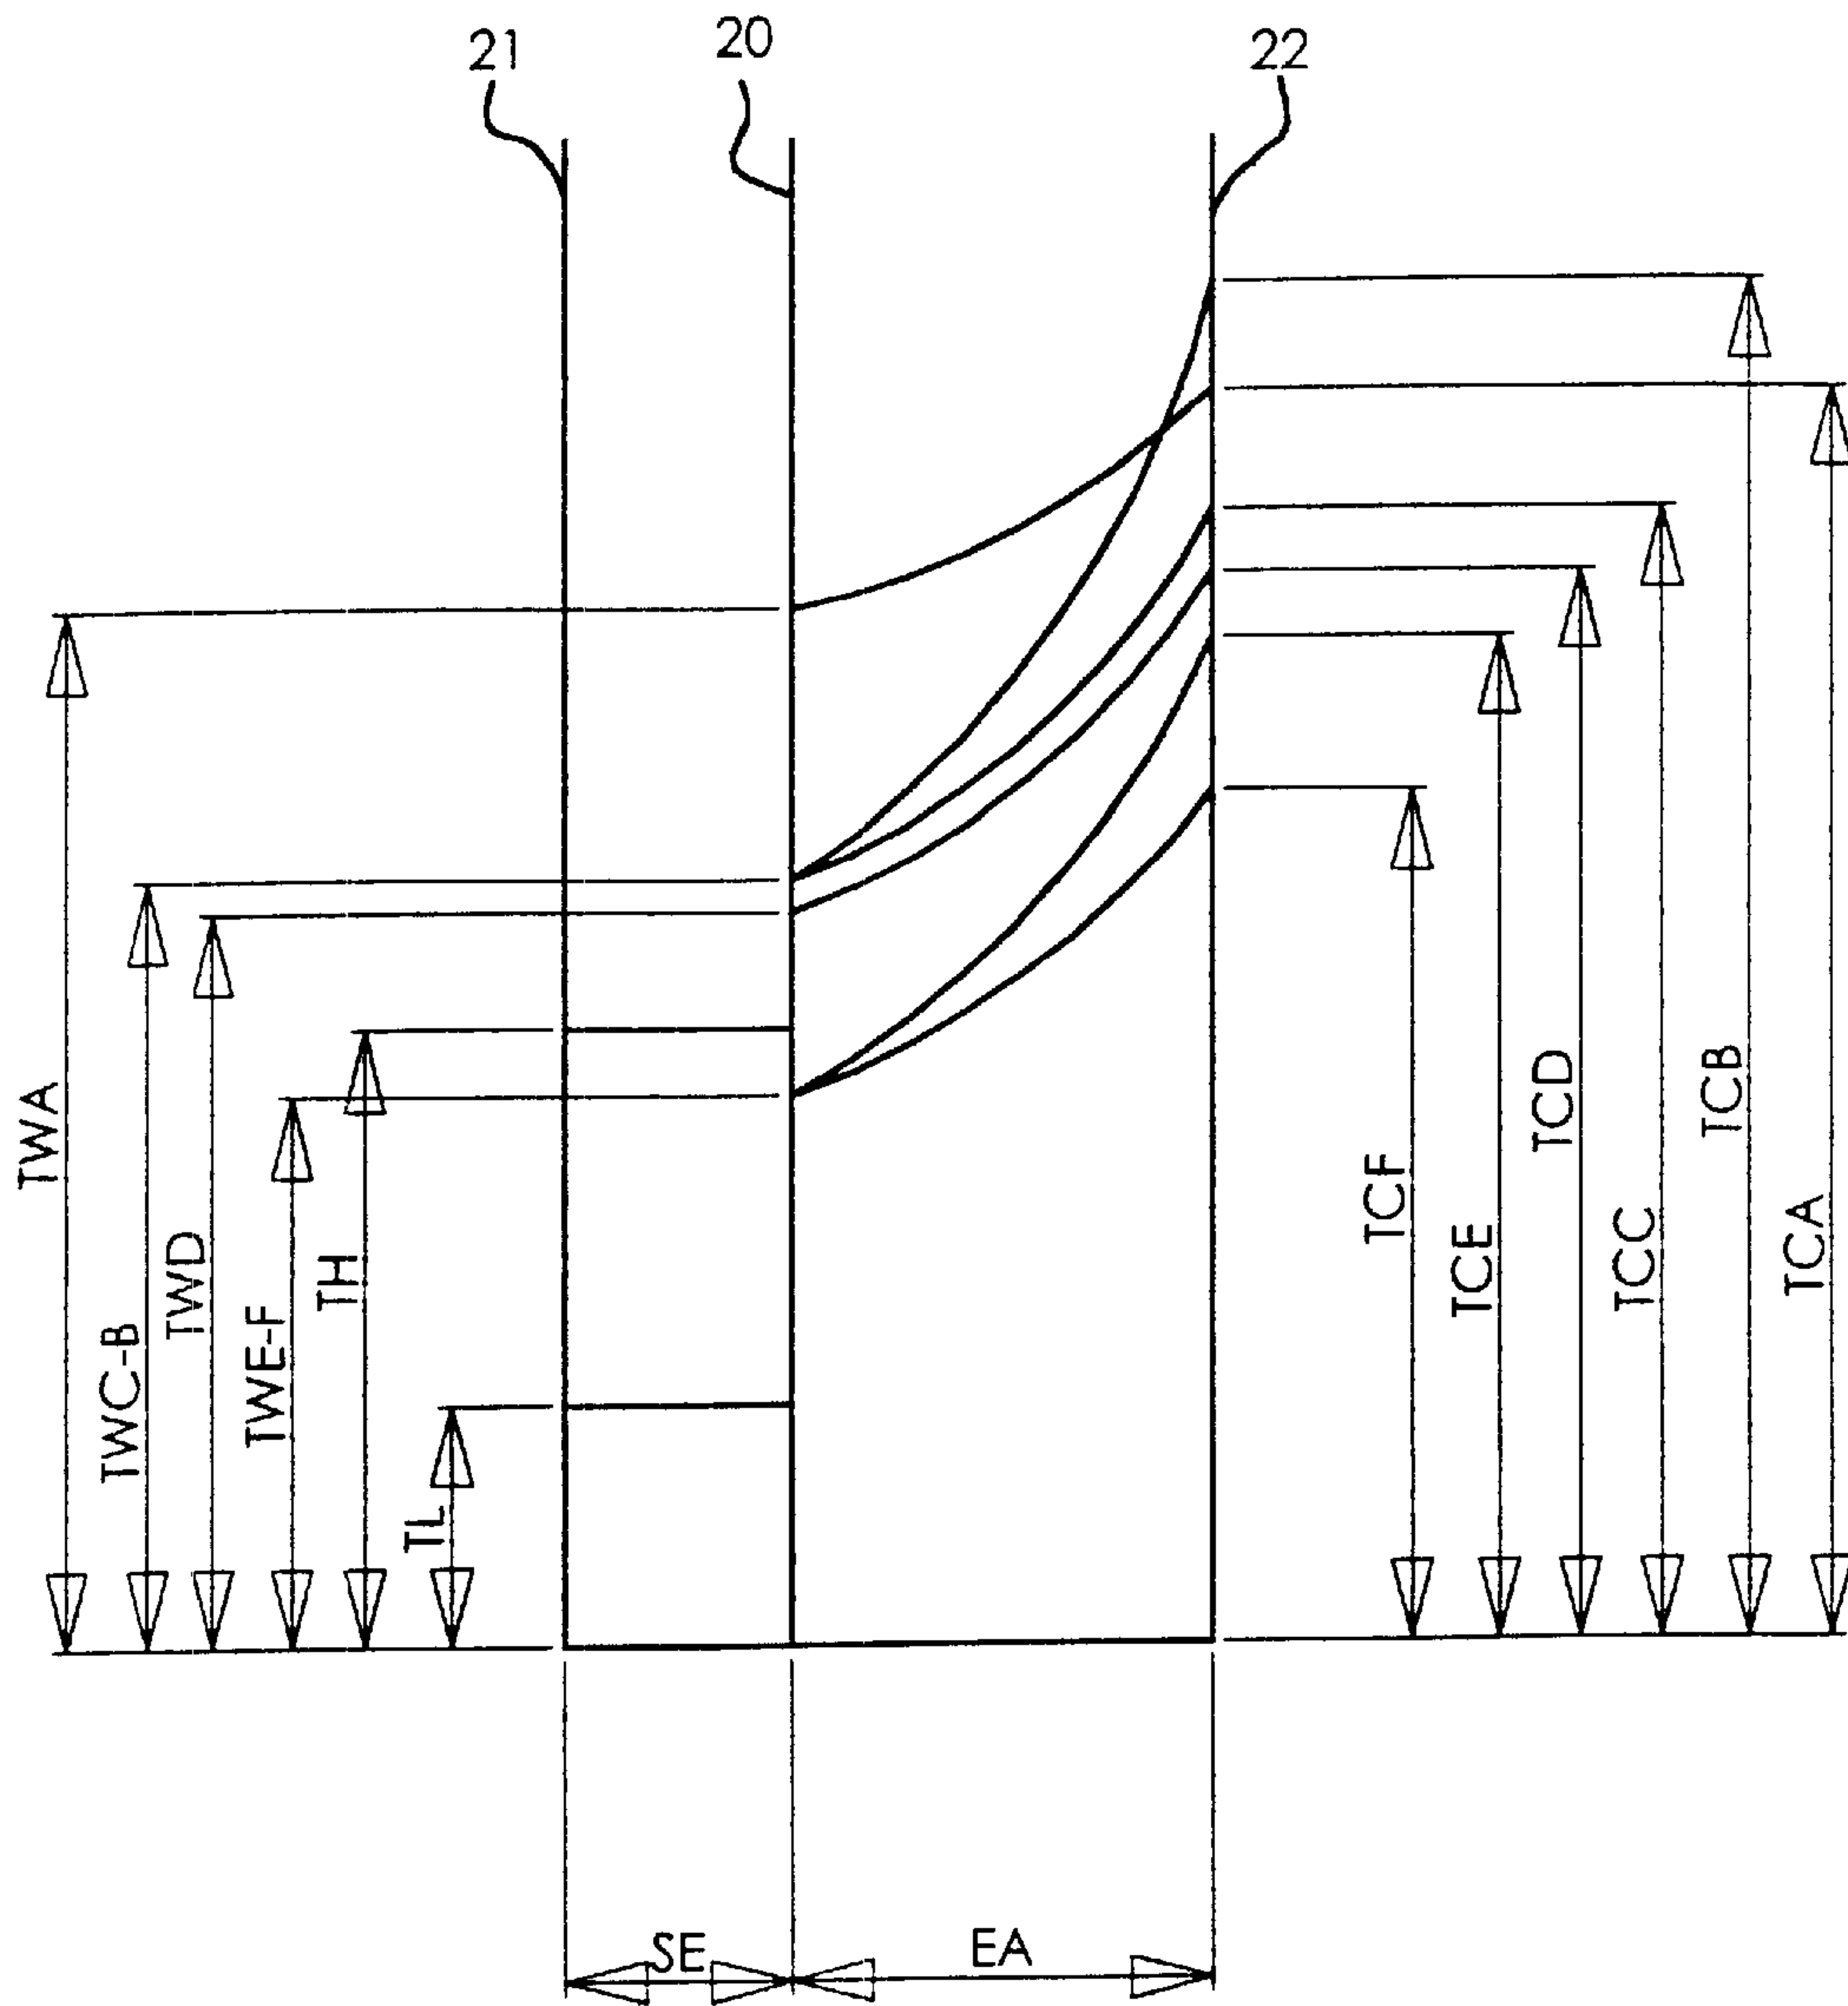 21
20
22
TWA
TWC-B
TWD
TWE-F
TH
TL
TCF
TCE
TCD
TCC
TCB
TCA
SE
EA